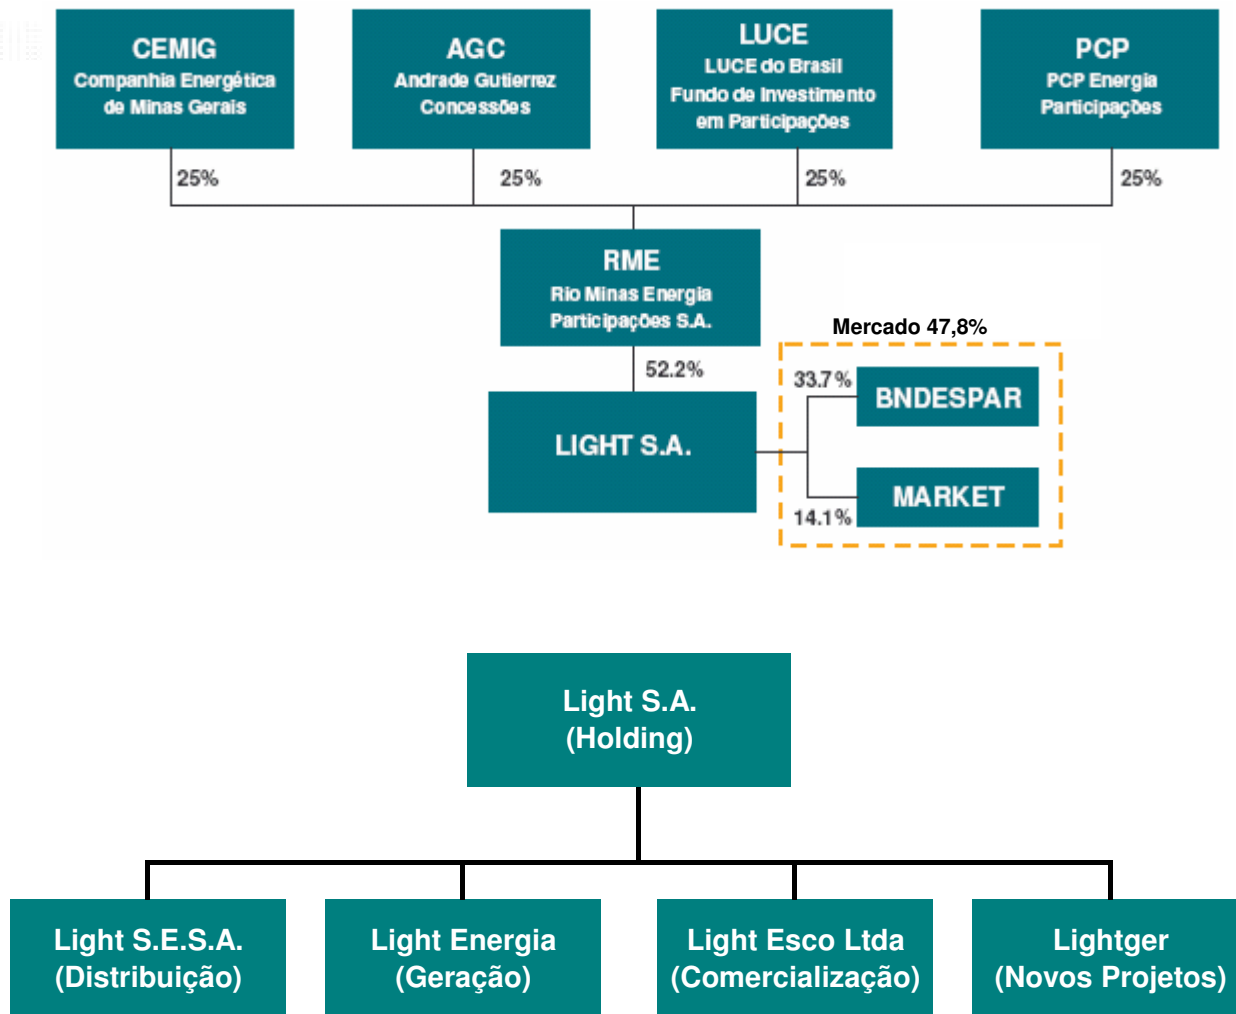 CEMIG
Companhia Energética
de Minas Gerais
AGC
Andrade Gutierrez
Concessões
LUCE
LUCE do Brasil
Fundo de Investimento
em Participações
PCP
PCP Energia
Participações
25%
25%
25%
25%
RME
Rio Minas Energia
Participações S.A.
52.2%
Mercado 47,8%
33.7%
BNDESPAR
LIGHT S.A.
MARKET
14.1%
Light S.A.
(Holding)
Light S.E.S.A.
(Distribuição)
Light Energia
(Geração)
Light Esco Ltda
(Comercialização)
Lightger
(Novos Projetos)